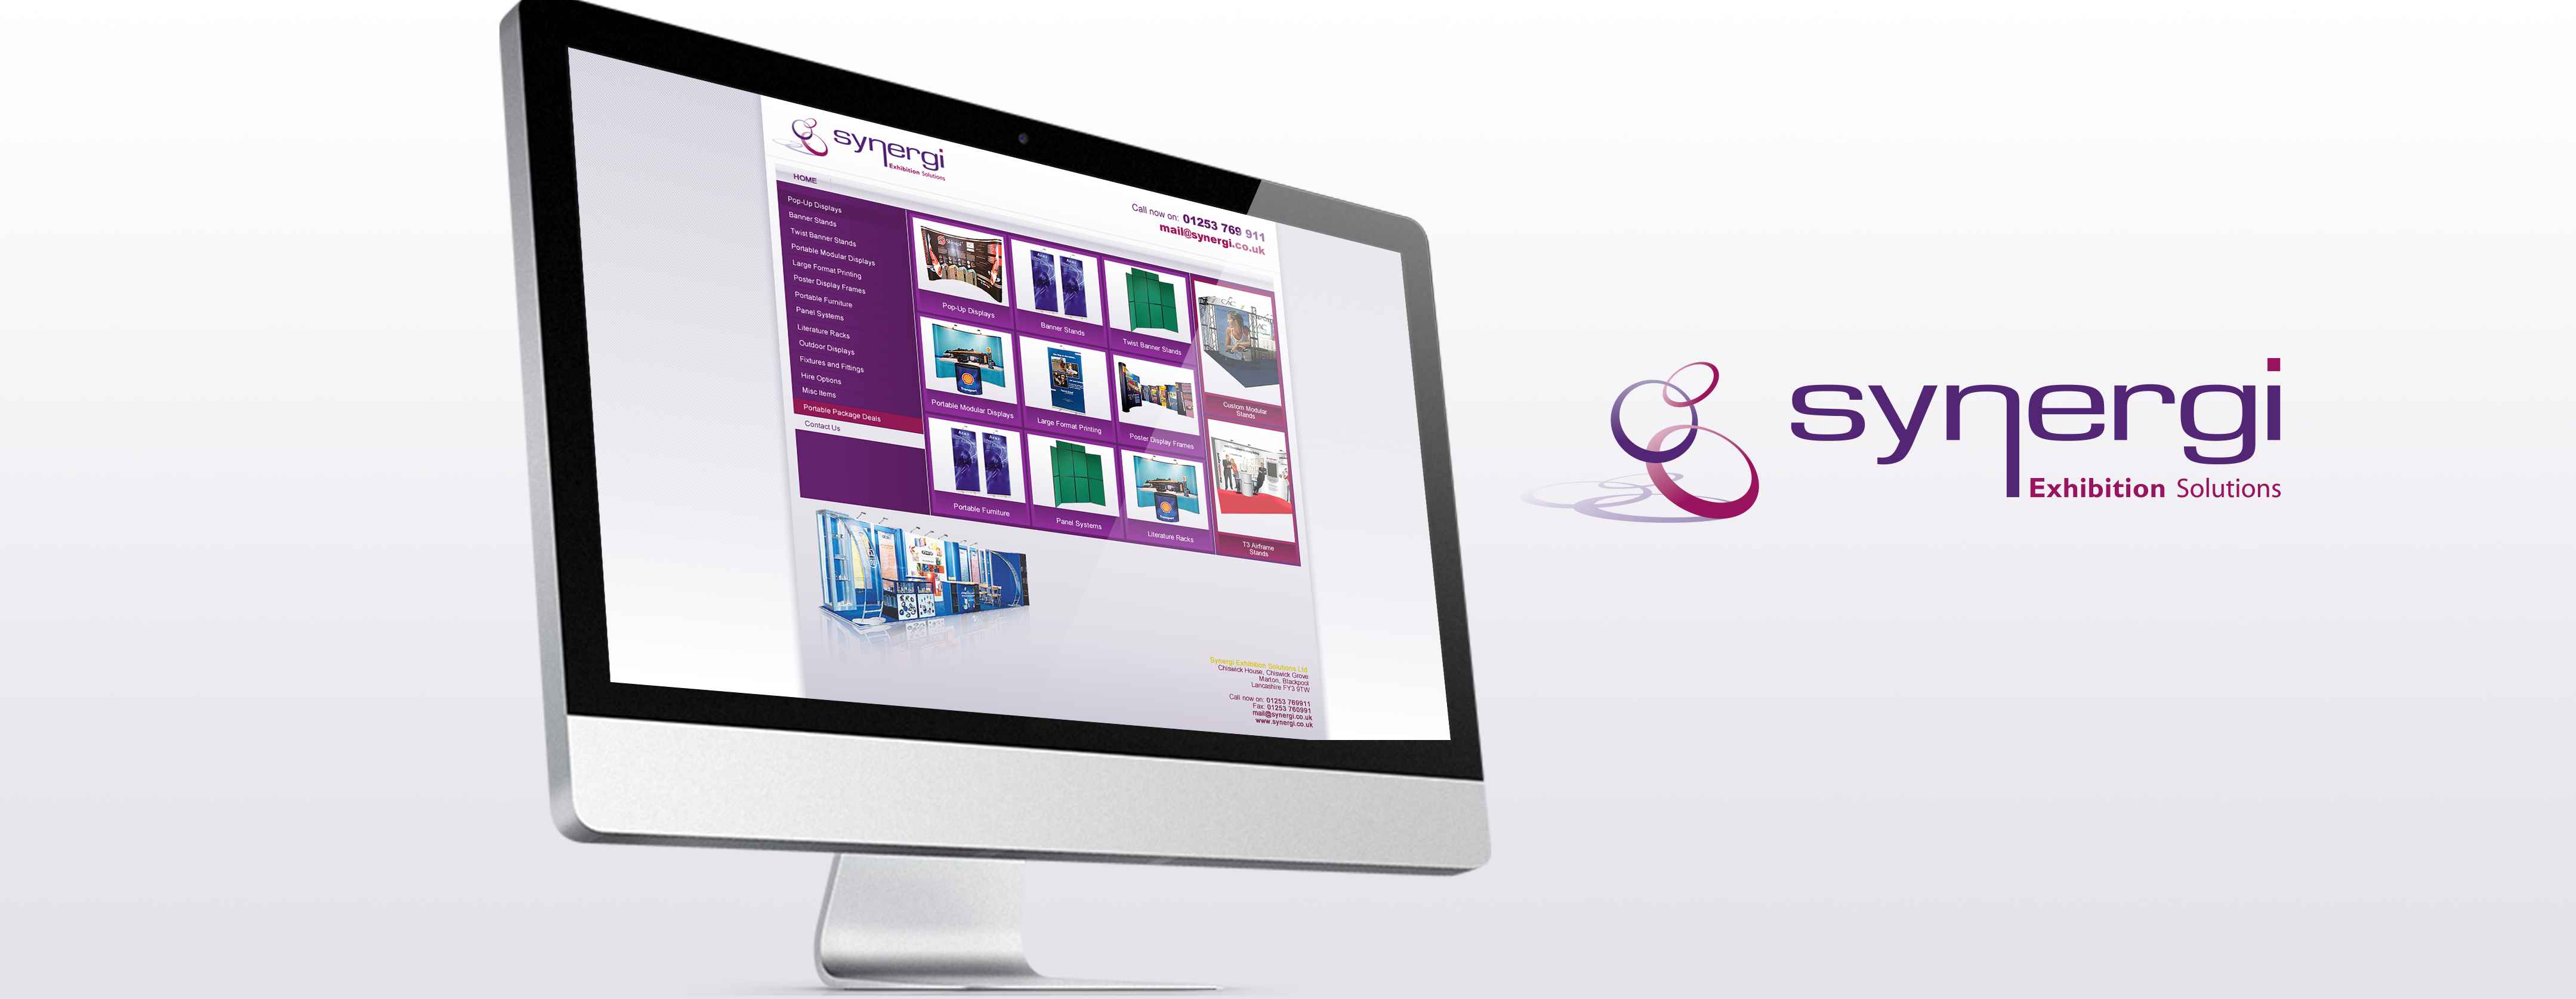 synergi
Exhibition Solutions
HOME
Call now on: 01253 769 911
mail@synergi.co.uk
Pop-Up Displays
Banner Stands
Twist Banner Stands
Portable Modular Displays
Large Format Printing
Poster Display Frames
Portable Furniture
Panel Systems
Literature Racks
Outdoor Displays
Fixtures and Fittings
Hire Options
Misc Items
Portable Package Deals
Contact Us
Pop-Up Displays
Banner Stands
Twist Banner Stands
Custom Modular
Stands
Portable Modular Displays
Large Format Printing
Poster Display Frames
Portable Furniture
Panel Systems
Literature Racks
T3 Airframe
Stands
Synergi Exhibition Solutions Ltd.
Chiswick House, Chiswick Grove
Marton, Blackpool
Lancashire FY3 9TW
Call now on: 01253 769911
Fax: 01253 760991
mail@synergi.co.uk
www.synergi.co.uk
synergi
Exhibition Solutions